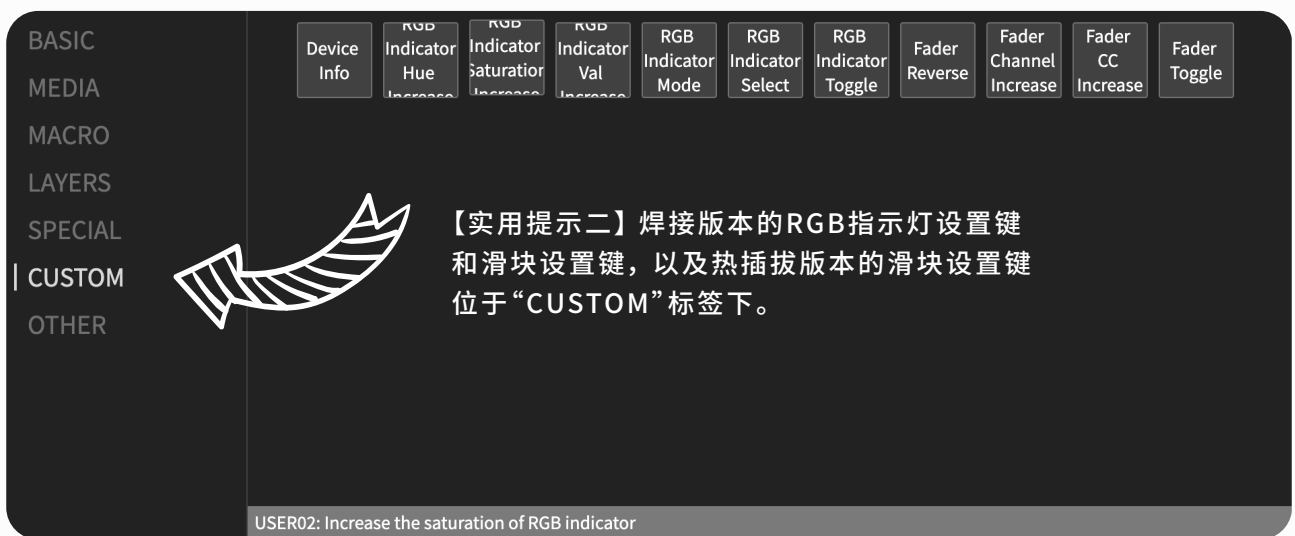 BASIC
MEDIA
MACRO
LAYERS
SPECIAL
CUSTOM
OTHER
Device
Info
RGB
Indicator
Hue
Increase
RGB
Indicator
Saturation
Increase
RGB
Indicator
Val
Increase
RGB
Indicator
Mode
RGB
Indicator
Select
RGB
Indicator
Toggle
Fader
Reverse
Fader
Channel
Increase
Fader
CC
Increase
Fader
Toggle
【实用提示二】焊接版本的RGB指示灯设置键
和滑块设置键，以及热插拔版本的滑块设置键
位于“CUSTOM”标签下。
USER02: Increase the saturation of RGB indicator